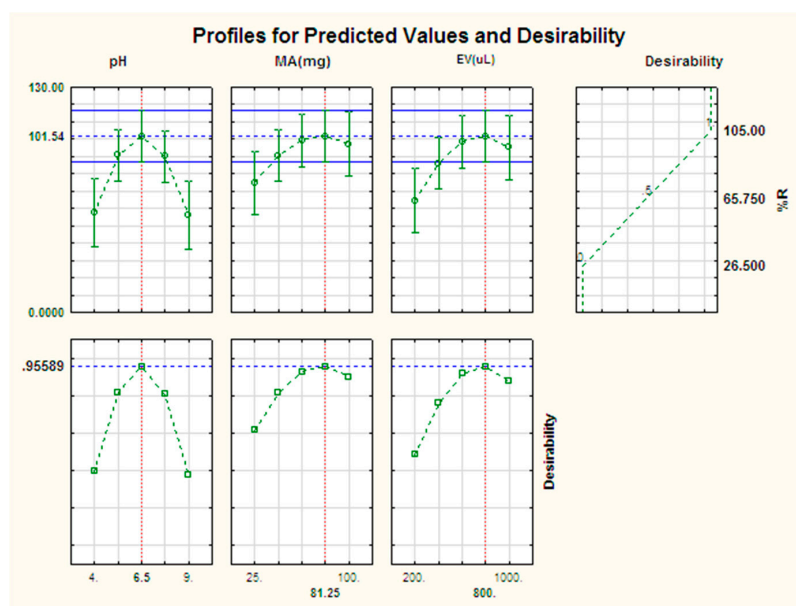 Profiles for Predicted Values and Desirability
pH MA(mg) EV(uL) Desirability
130.00
101.54
0.0000
1.
.5
0.
105.00
65.750
26.500
%R
.95589
Desirability
4. 6.5 9. 25. 100. 200. 1000.
81.25 800.